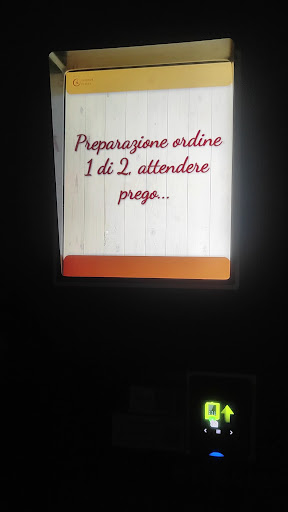 Preparazione ordine
1 di 2, attendere
prego...